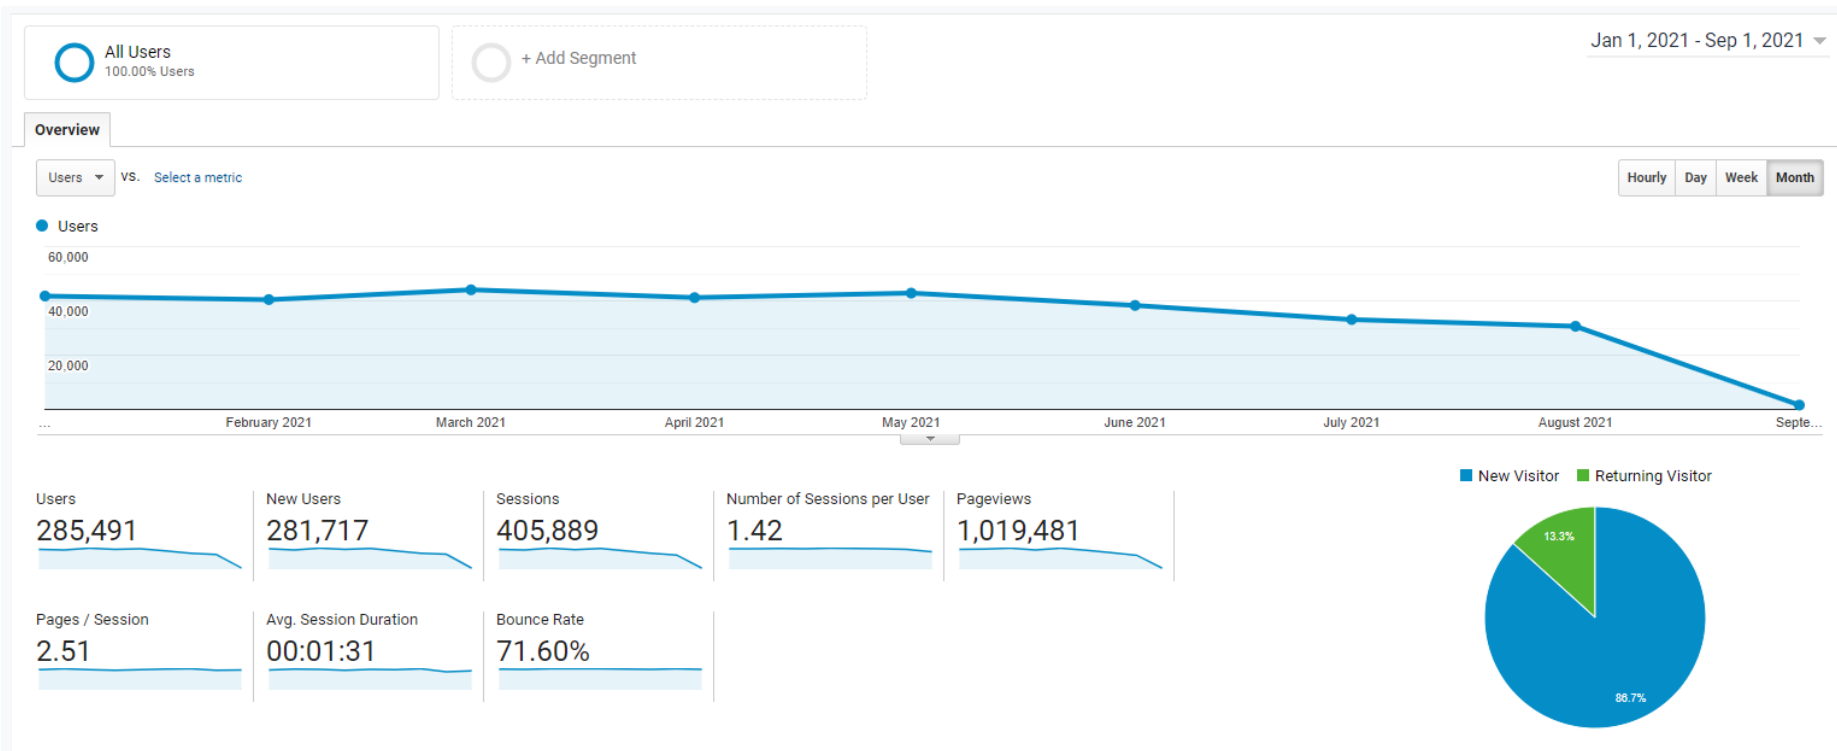 All Users
100.00% Users
+ Add Segment
Jan 1, 2021 - Sep 1, 2021
Overview
Users VS. Select a metric
Hourly Day Week Month
Users
60,000
40,000
20,000
... February 2021 March 2021 April 2021 May 2021 June 2021 July 2021 August 2021 Septe...
New Visitor Returning Visitor
Users New Users Sessions Number of Sessions per User Pageviews
285,491 281,717 405,889 1.42 1,019,481
13.3%
Pages / Session Avg. Session Duration Bounce Rate
2.51 00:01:31 71.60%
86.7%